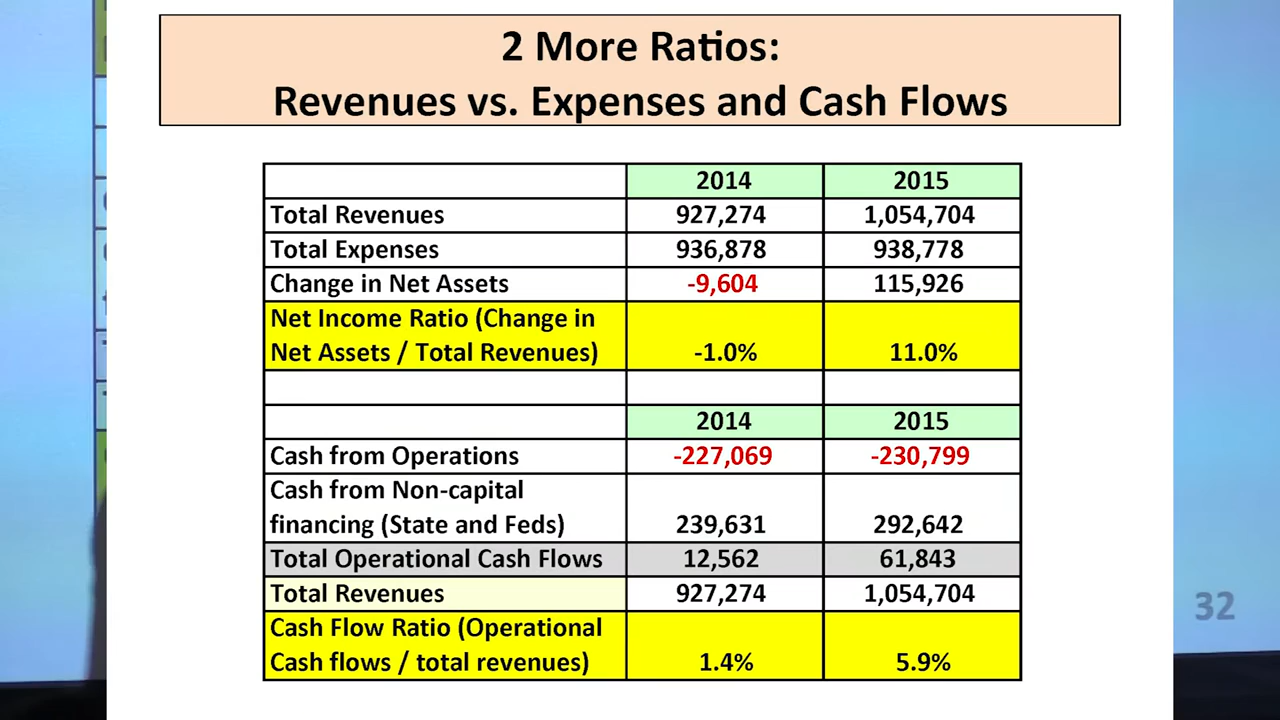 2 More Ratios:
Revenues vs. Expenses and Cash Flows
2014 2015
Total Revenues 927,274 1,054,704
Total Expenses 936,878 938,778
Change in Net Assets -9,604 115,926
Net Income Ratio (Change in
Net Assets / Total Revenues) -1.0% 11.0%
2014 2015
Cash from Operations -227,069 -230,799
Cash from Non-capital
financing (State and Feds) 239,631 292,642
Total Operational Cash Flows 12,562 61,843
Total Revenues 927,274 1,054,704
Cash Flow Ratio (Operational
Cash flows / total revenues) 1.4% 5.9%
32